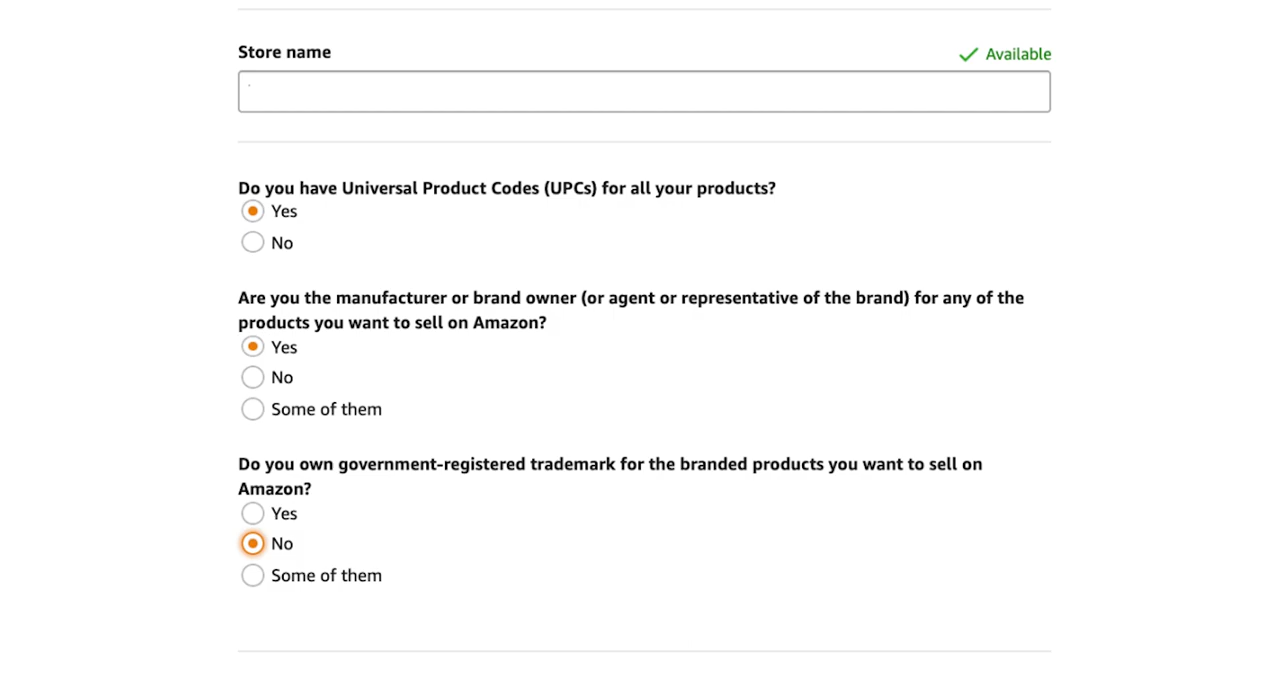 Store name
Available
Do you have Universal Product Codes (UPCs) for all your products?
Yes
No
Are you the manufacturer or brand owner (or agent or representative of the brand) for any of the
products you want to sell on Amazon?
Yes
No
Some of them
Do you own government-registered trademark for the branded products you want to sell on
Amazon?
Yes
No
Some of them